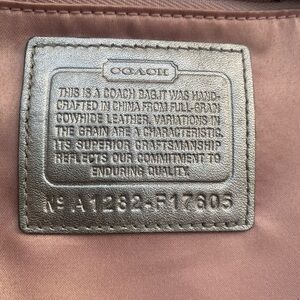 COACH
THIS IS A COACH BAG.IT WAS HAND-
CRAFTED IN CHINA FROM FULL-GRAIN
COWHIDE LEATHER. VARIATIONS IN
THE GRAIN ARE A CHARACTERISTIC.
ITS SUPERIOR CRAFTSMANSHIP
REFLECTS OUR COMMITMENT TO
ENDURING QUALITY.
Nº A1282-F17605